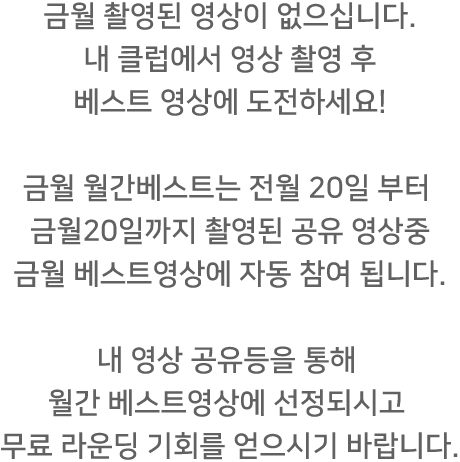 금월 촬영된 영상이 없으십니다.
내 클럽에서 영상 촬영 후
베스트 영상에 도전하세요!
금월 월간베스트는 전월 20일 부터
금월20일까지 촬영된 공유 영상중
금월 베스트영상에 자동 참여 됩니다.
내 영상 공유등을 통해
월간 베스트영상에 선정되시고
무료 라운딩 기회를 얻으시기 바랍니다.